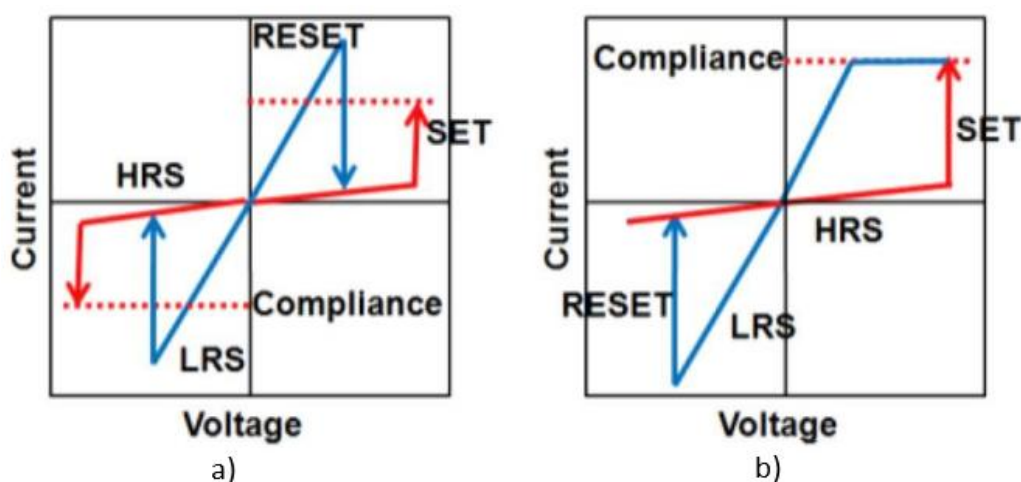 RESET
SET
HRS
Compliance
LRS
Current
Voltage
a)
Compliance
SET
HRS
RESET
LRS
Current
Voltage
b)